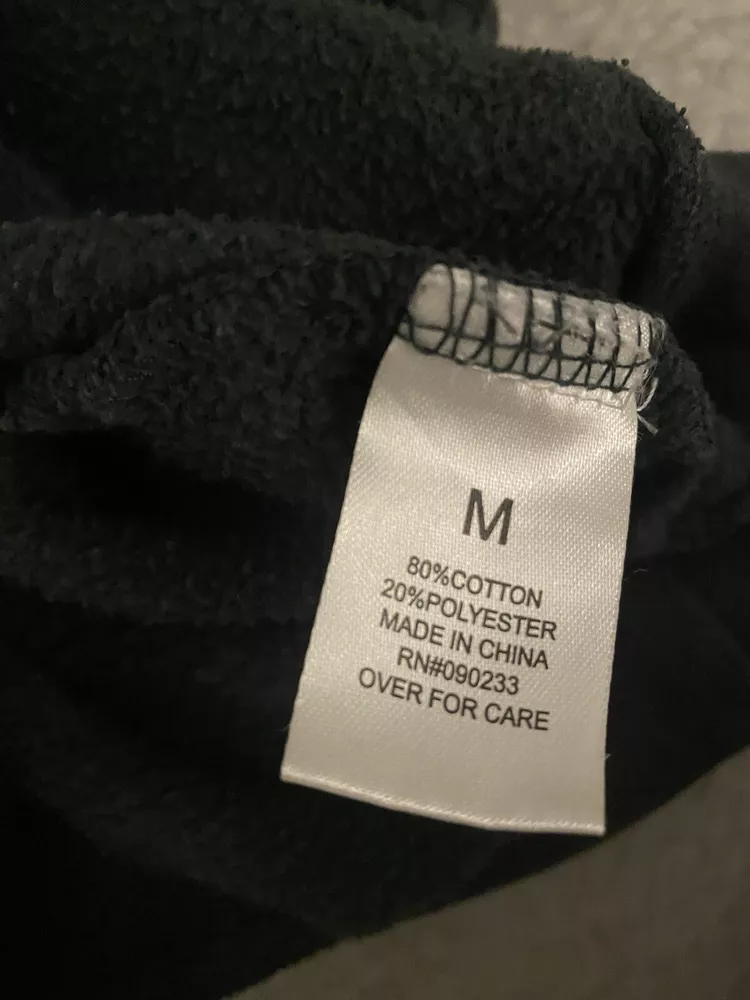 M
80%COTTON
20%POLYESTER
MADE IN CHINA
RN#090233
OVER FOR CARE